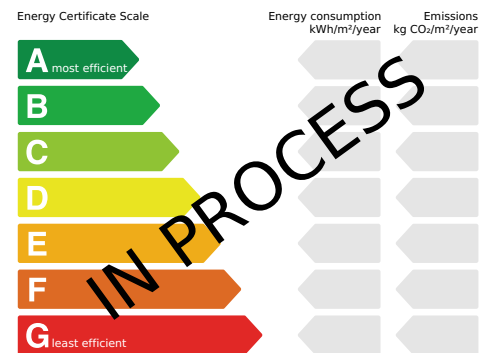 Energy Certificate Scale
Energy consumption
kWh/m²/year
Emissions
kg CO₂/m²/year
A most efficient
B
C
D
E
F
G least efficient
IN PROCESS